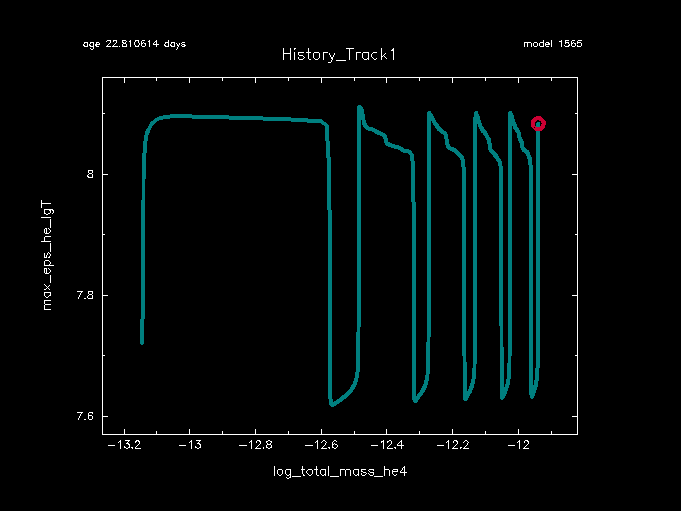 age 22.810614 days
model 1565
History_Track1
max_eps_he_lgT
8
7.8
7.6
−13.2
−13
−12.8
−12.6
−12.4
−12.2
−12
log_total_mass_he4